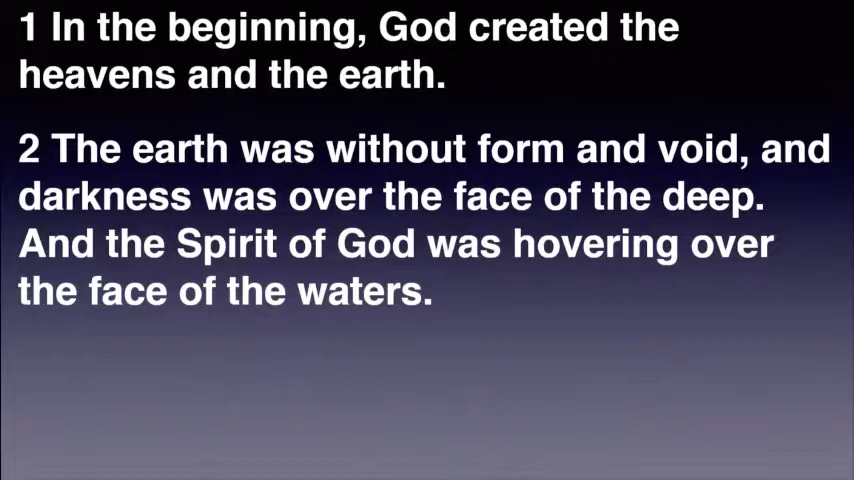 1 In the beginning, God created the
heavens and the earth.
2 The earth was without form and void, and
darkness was over the face of the deep.
And the Spirit of God was hovering over
the face of the waters.